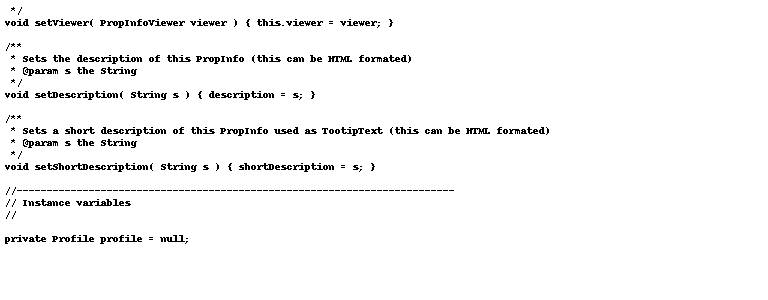 */
void setViewer( PropInfoViewer viewer ) { this.viewer = viewer; }

/**
 * Sets the description of this PropInfo (this can be HTML formated)
 * @param s the String
 */
void setDescription( String s ) { description = s; }

/**
 * Sets a short description of this PropInfo used as TootipText (this can be HTML formated)
 * @param s the String
 */
void setShortDescription( String s ) { shortDescription = s; }

//-------------------------------------------------------------------------
// Instance variables
//

private Profile profile = null;